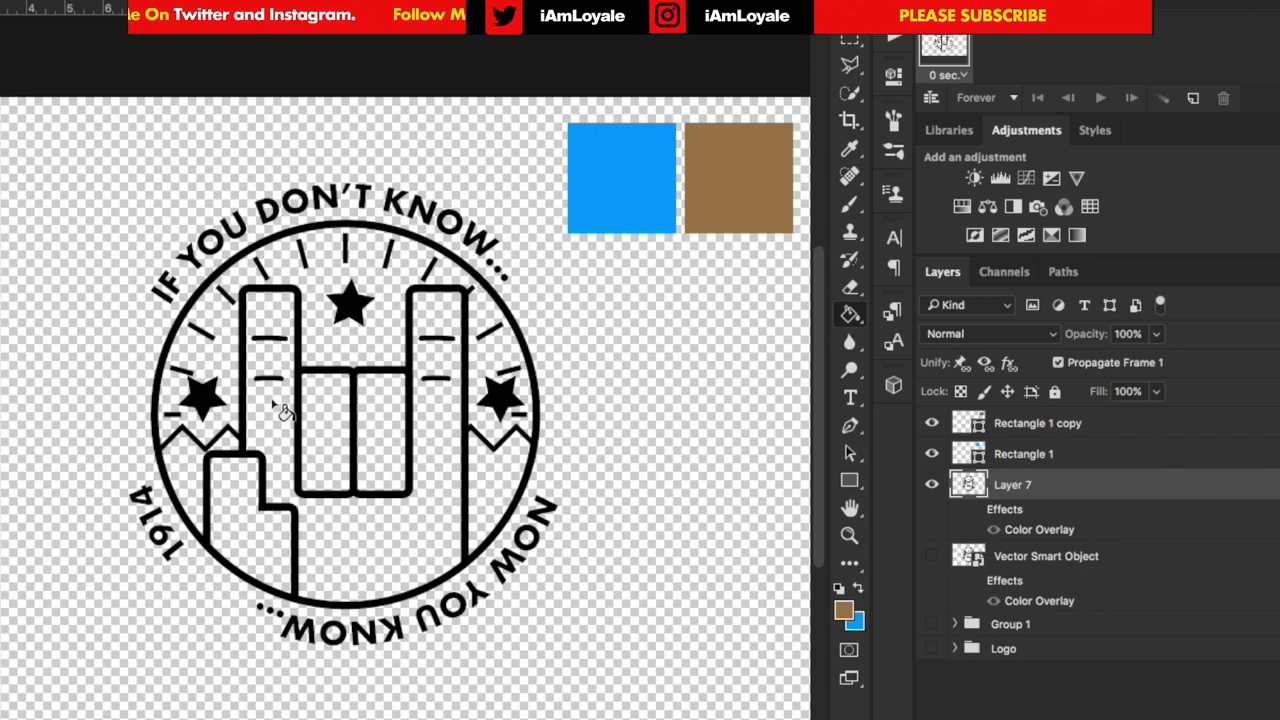 4 5 6
e On Twitter and Instagram. Follow M
iAmLoyale
iAmLoyale
PLEASE SUBSCRIBE
0 sec.
Forever
Libraries Adjustments Styles
Add an adjustment
Layers Channels Paths
Kind
Normal Opacity: 100%
Unify: Propagate Frame 1
Lock: Fill: 100%
Rectangle 1 copy
Rectangle 1
Layer 7
Effects
Color Overlay
Vector Smart Object
Effects
Color Overlay
Group 1
Logo
IF YOU DON'T KNOW...
1914
NOW YOU KNOW...